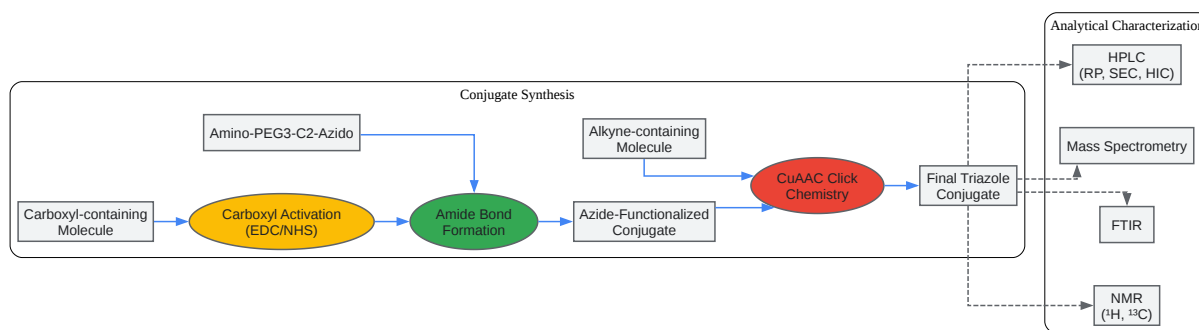 Analytical Characterization
HPLC
(RP, SEC, HIC)
Conjugate Synthesis
Amino-PEG3-C2-Azido
Alkyne-containing
Molecule
Mass Spectrometry
CuAAC Click
Chemistry
Final Triazole
Conjugate
Carboxyl-containing
Molecule
Carboxyl Activation
(EDC/NHS)
Amide Bond
Formation
Azide-Functionalized
Conjugate
FTIR
NMR
(¹H, ¹³C)